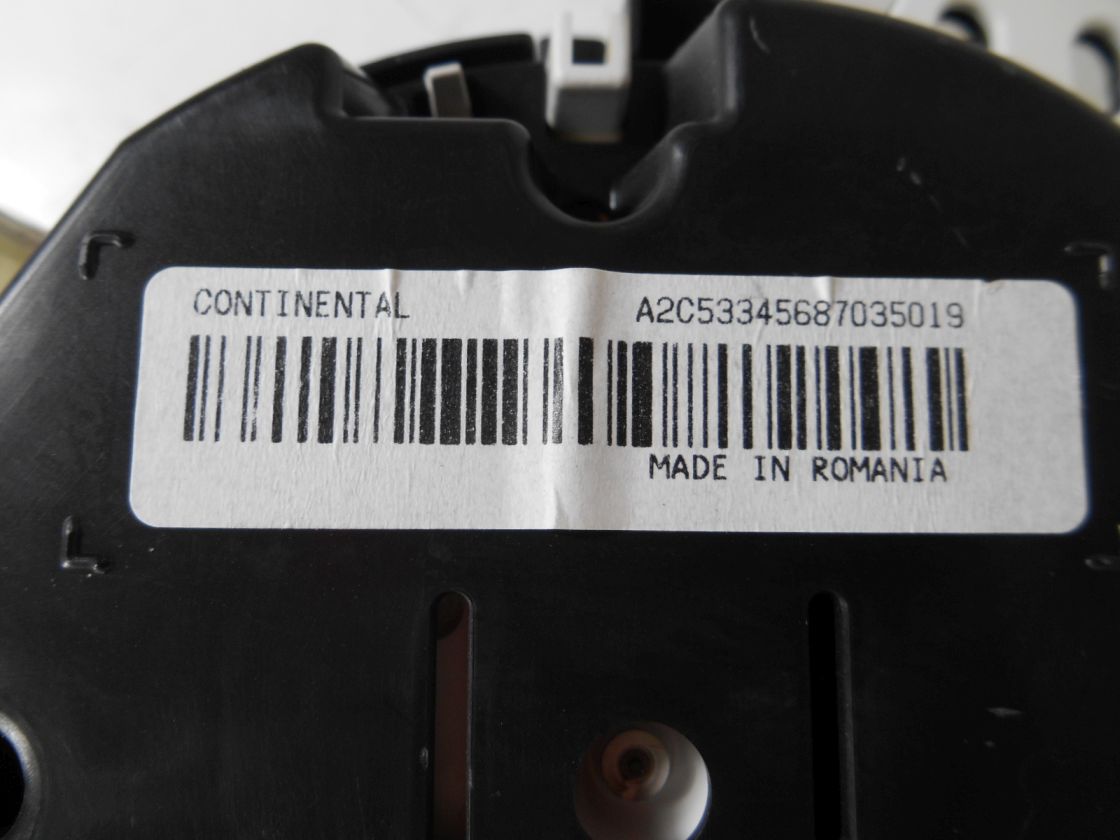 CONTINENTAL A2C53345687035019
MADE IN ROMANIA